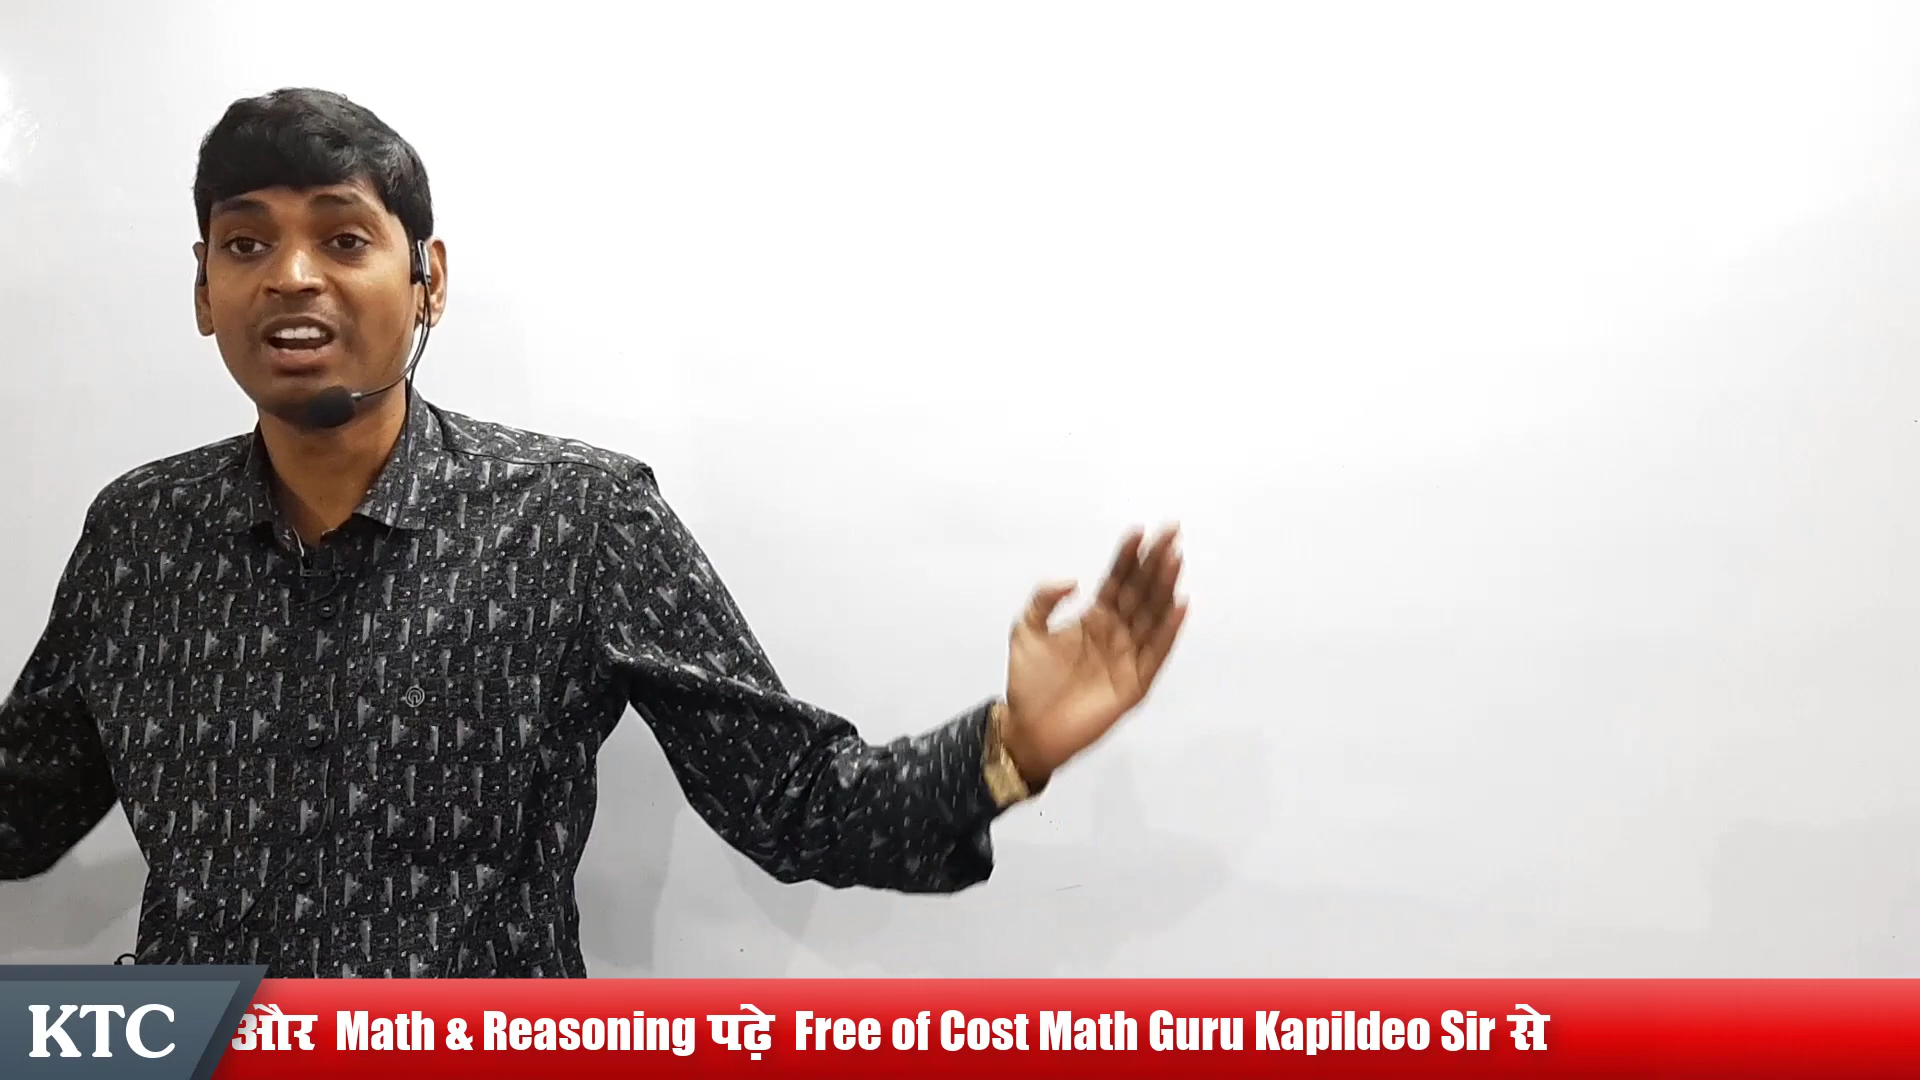 KTC
और Math & Reasoning पढ़े Free of Cost Math Guru Kapildeo Sir से